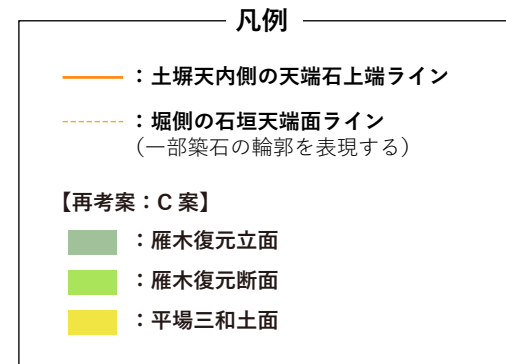 凡例
：土塀天内側の天端石上端ライン
：堀側の石垣天端面ライン
（一部築石の輪郭を表現する）
【再考案：C 案】
：雁木復元立面
：雁木復元断面
：平場三和土面